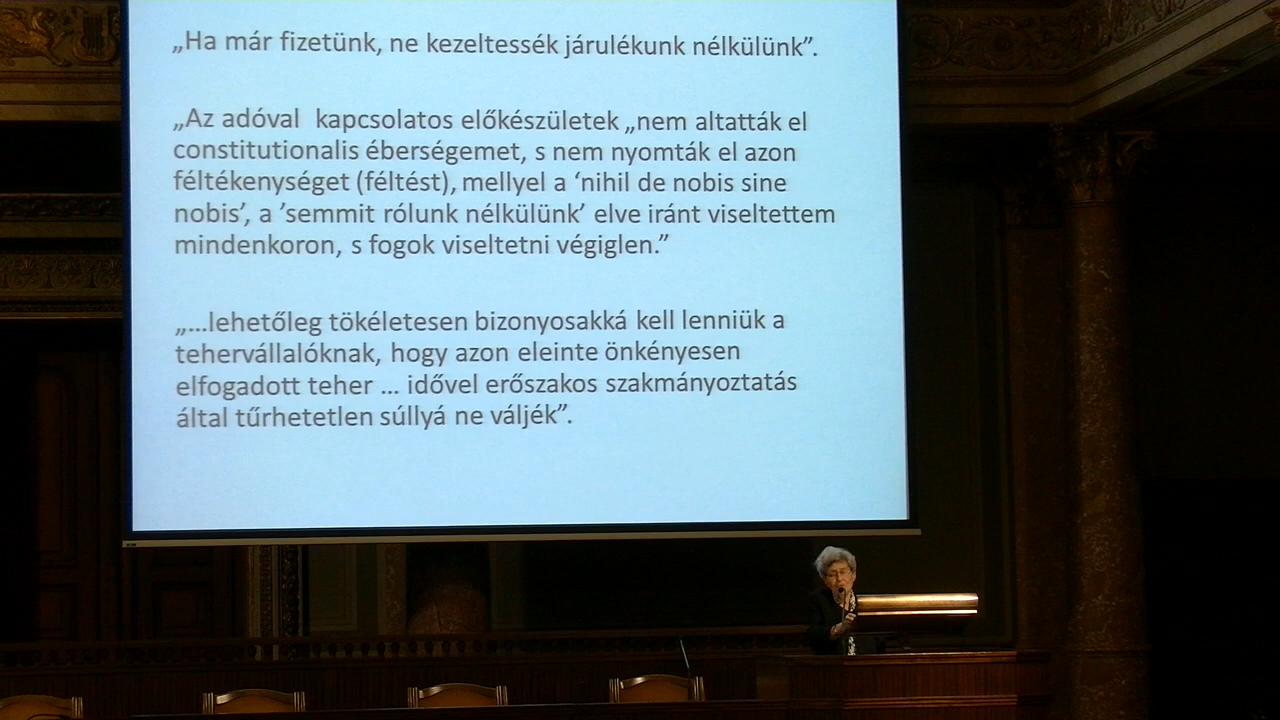 „Ha már fizetünk, ne kezeltessék járulékunk nélkülünk”.
„Az adóval kapcsolatos előkészületek „nem altatták el
constitutionalis éberségemet, s nem nyomták el azon
féltékenységet (féltést), mellyel a ‘nihil de nobis sine
nobis’, a ’semmit rólunk nélkülünk’ elve iránt viseltettem
mindenkoron, s fogok viseltetni végiglen.”
„...lehetőleg tökéletesen bizonyosakká kell lenniük a
tehervállalóknak, hogy azon eleinte önkényesen
elfogadott teher ... idővel erőszakos szakmányoztatás
által tűrhetetlen súllyá ne váljék”.